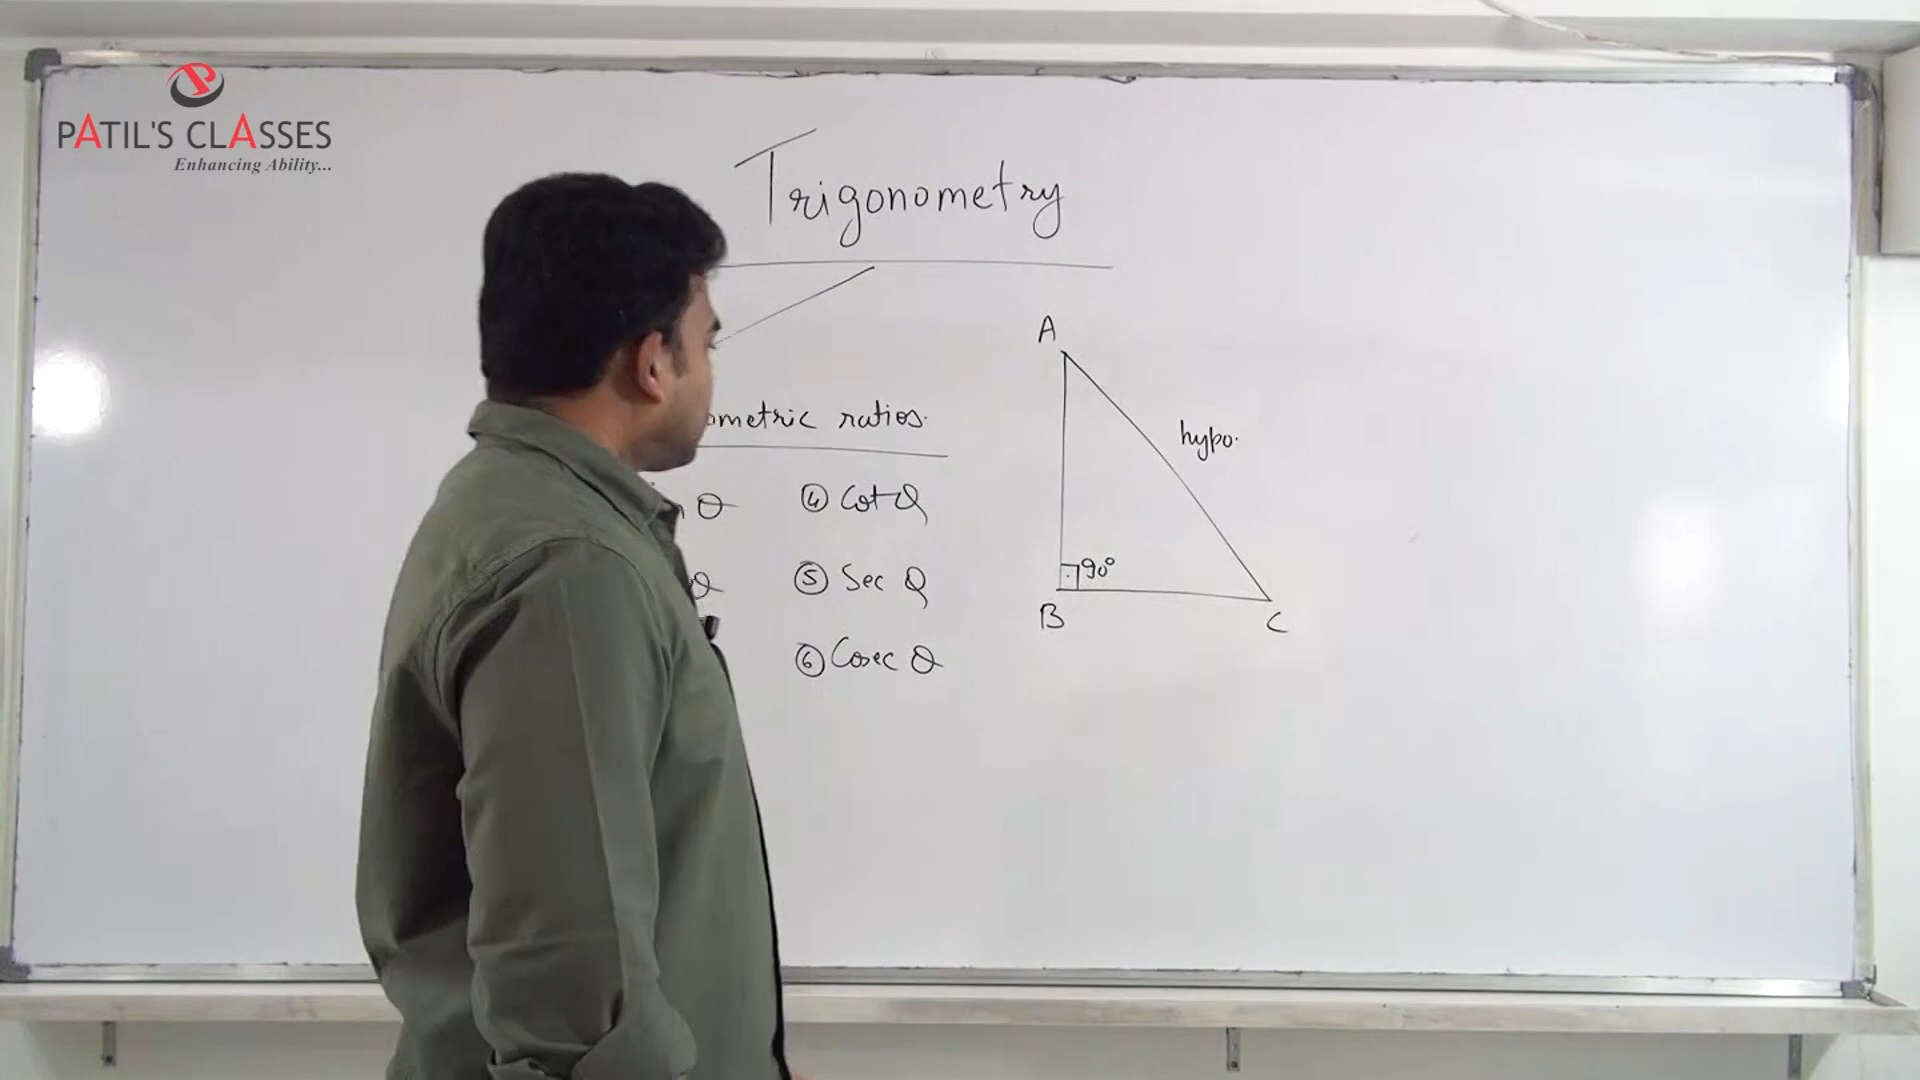 PATIL'S CLASSES
Enhancing Ability...
Trigonometry
ometric ratios.
θ
④ Cot θ
θ
⑤ Sec θ
⑥ Cosec θ
A
hypo.
90°
B
C